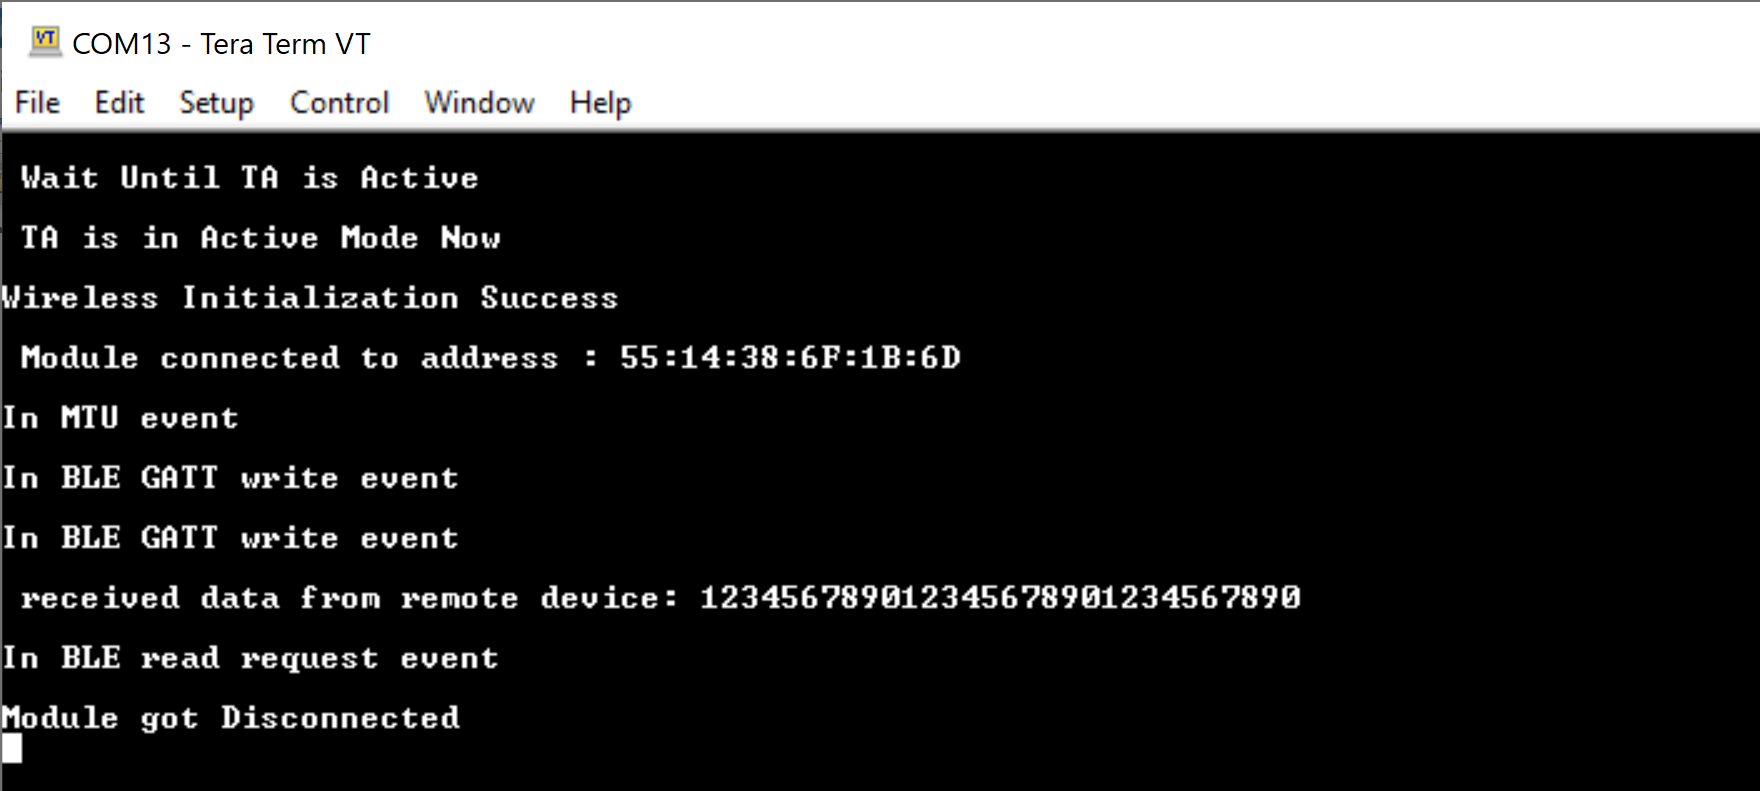 VT COM13 - Tera Term VT
File Edit Setup Control Window Help
Wait Until TA is Active
TA is in Active Mode Now
Wireless Initialization Success
Module connected to address : 55:14:38:6F:1B:6D
In MTU event
In BLE GATT write event
In BLE GATT write event
received data from remote device: 123456789012345678901234567890
In BLE read request event
Module got Disconnected